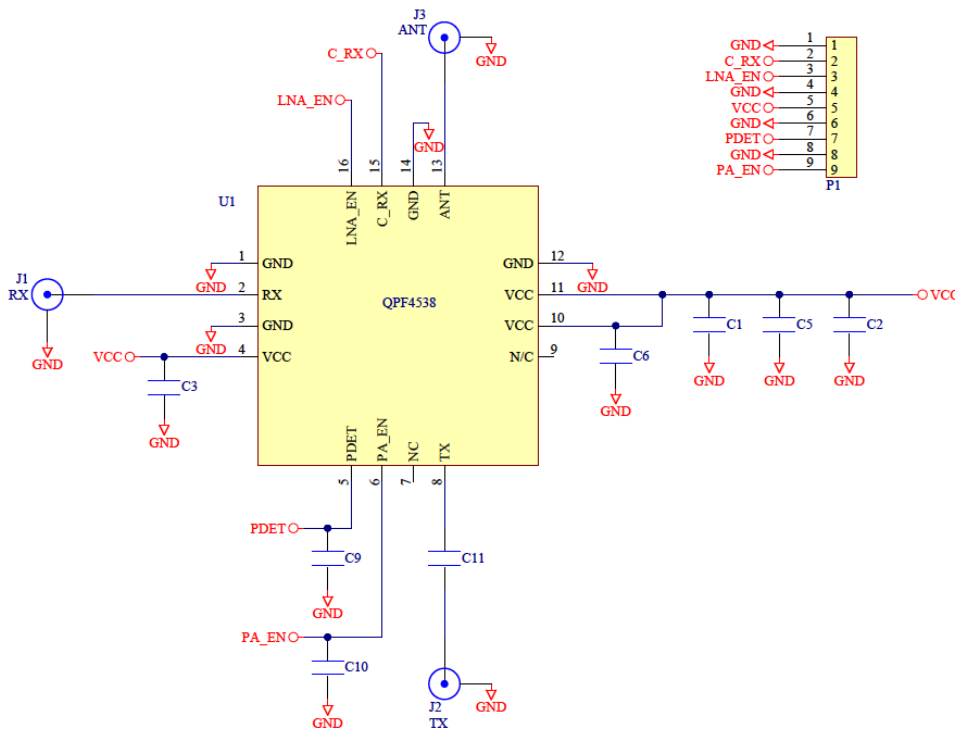 J3
ANT
GND
C_RX
LNA_EN
GND
16
15
14
13
GND 1 1
C_RX 2 2
LNA_EN 3 3
GND 4 4
VCC 5 5
GND 6 6
PDET 7 7
GND 8 8
PA_EN 9 9
P1
U1
LNA_EN
C_RX
GND
ANT
QPF4538
J1
RX
GND
GND
1 GND
2 RX
GND
3 GND
VCC
4 VCC
C3
GND
GND 12
GND
VCC 11
VCC
VCC 10
N/C 9
C6
GND
C1
GND
C5
GND
C2
GND
PDET
PA_EN
NC
TX
5
6
7
8
PDET
C9
GND
C11
PA_EN
C10
GND
J2
TX
GND